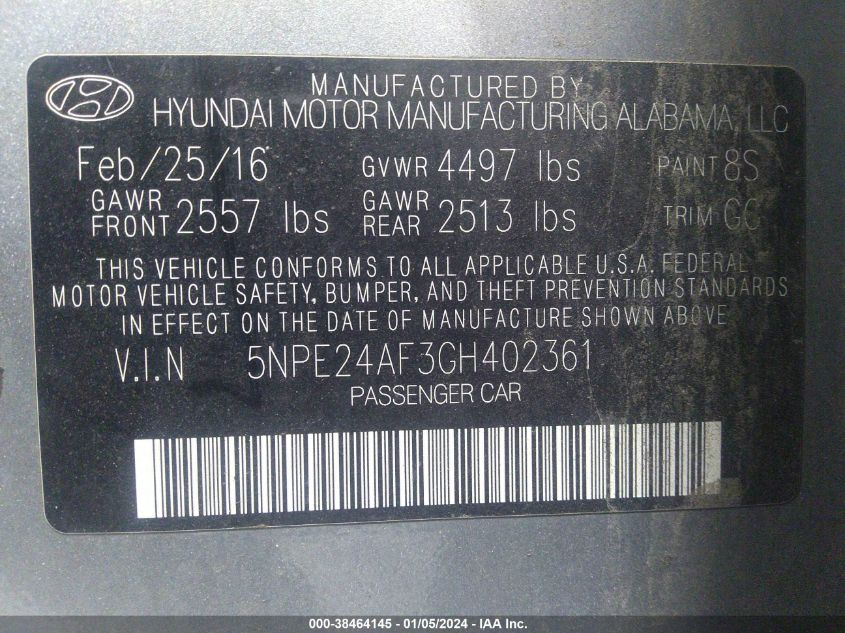 MANUFACTURED BY
HYUNDAI MOTOR MANUFACTURING ALABAMA, LLC
Feb/25/16 GVWR 4497 lbs PAINT 8S
GAWR FRONT 2557 lbs GAWR REAR 2513 lbs TRIM GC
THIS VEHICLE CONFORMS TO ALL APPLICABLE U.S.A. FEDERAL
MOTOR VEHICLE SAFETY, BUMPER, AND THEFT PREVENTION STANDARDS
IN EFFECT ON THE DATE OF MANUFACTURE SHOWN ABOVE
V.I.N 5NPE24AF3GH402361
PASSENGER CAR
000-38464145 - 01/05/2024 - IAA Inc.